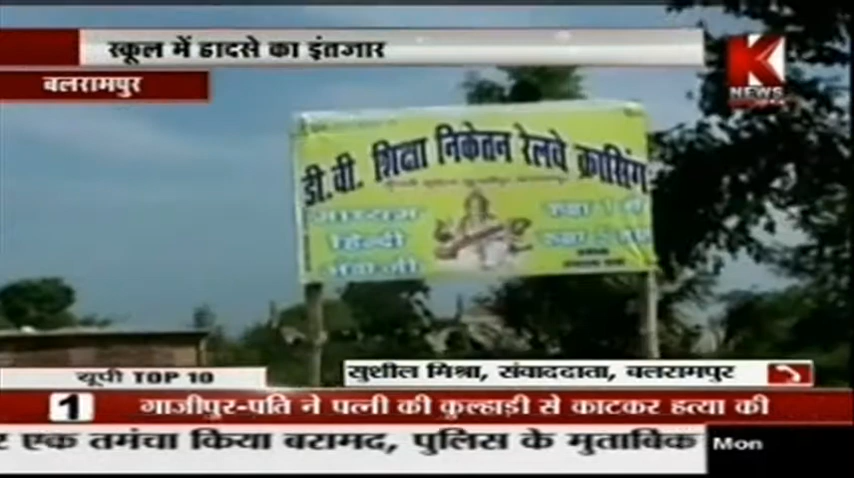 स्कूल में हादसे का इंतजार
बलरामपुर
K
NEWS
डी.वी. शिक्षा निकेतन रेलवे क्रासिंग
माध्यम
हिन्दी
अंग्रेजी
सुशील मिश्रा, संवाददाता, बलरामपुर
यूपी TOP 10
1 गाजीपुर-पति ने पत्नी की कुल्हाड़ी से काटकर हत्या की
र एक तमंचा किया बरामद, पुलिस के मुताबिक Mon